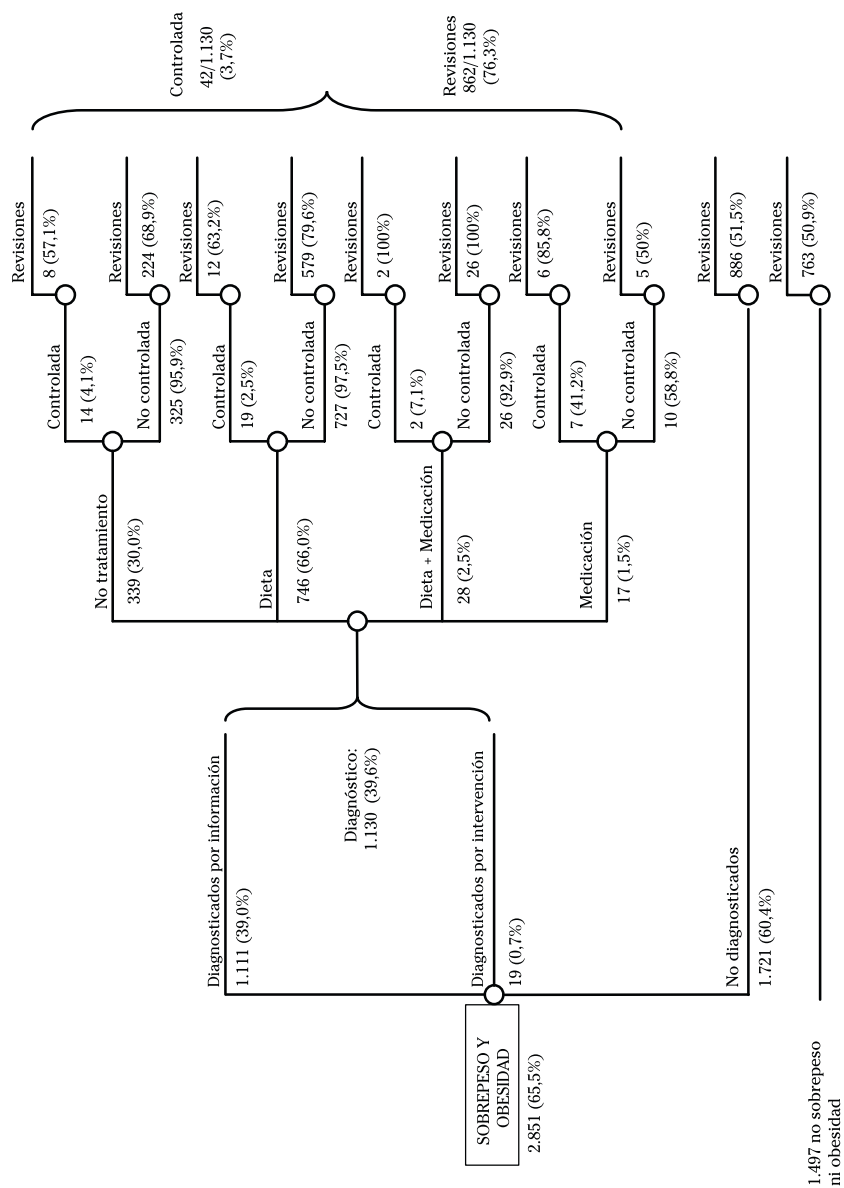 SOBREPESO Y
OBESIDAD
2.851 (65,5%)
Diagnosticados por información
1.111 (39,0%)
Diagnóstico:
1.130 (39,6%)
Diagnosticados por intervención
19 (0,7%)
No diagnosticados
1.721 (60,4%)
1.497 no sobrepeso
ni obesidad
No tratamiento
339 (30,0%)
Dieta
746 (66,0%)
Dieta + Medicación
28 (2,5%)
Medicación
17 (1,5%)
Controlada
14 (4,1%)
No controlada
325 (95,9%)
Controlada
19 (2,5%)
No controlada
727 (97,5%)
Controlada
2 (7,1%)
No controlada
26 (92,9%)
Controlada
7 (41,2%)
No controlada
10 (58,8%)
Revisiones
8 (57,1%)
Revisiones
224 (68,9%)
Revisiones
12 (63,2%)
Revisiones
579 (79,6%)
Revisiones
2 (100%)
Revisiones
26 (100%)
Revisiones
6 (85,8%)
Revisiones
5 (50%)
Revisiones
886 (51,5%)
Revisiones
763 (50,9%)
Controlada
42/1.130
(3,7%)
Revisiones
862/1.130
(76,3%)